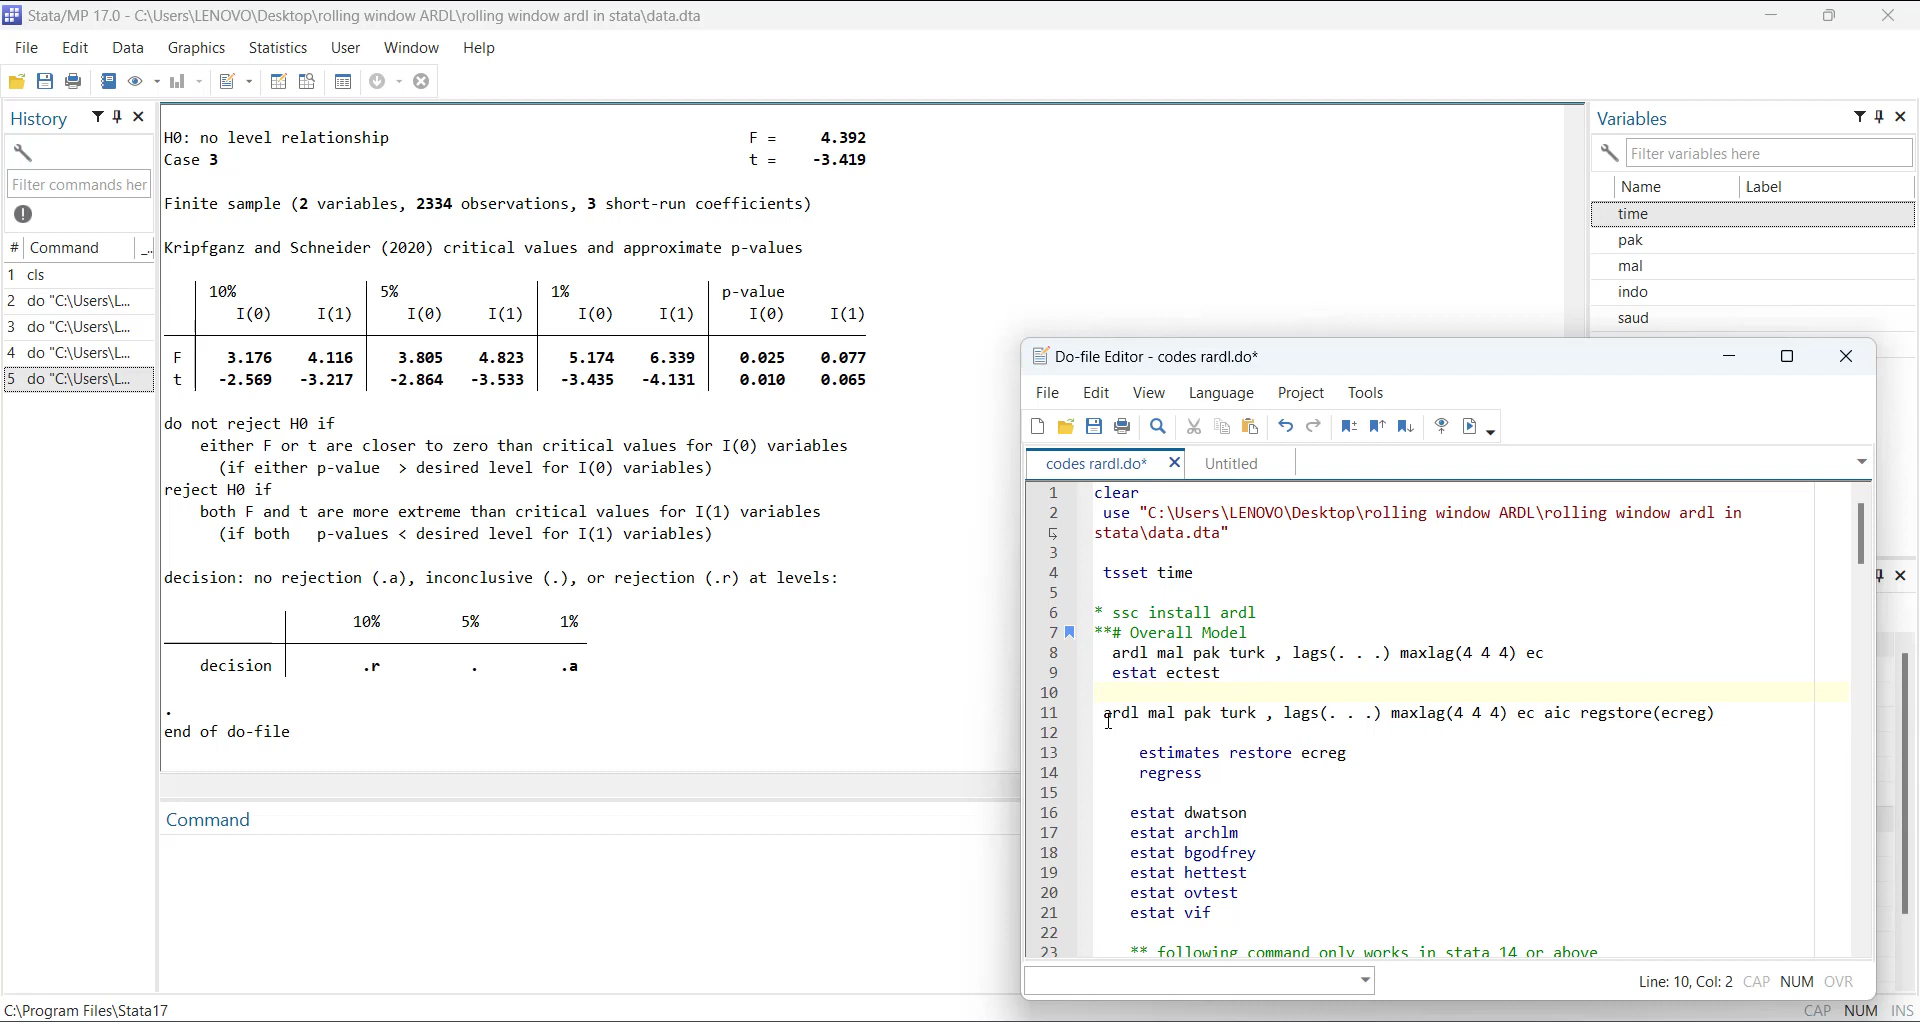 Stata/MP 17.0 - C:\Users\LENOVO\Desktop\rolling window ARDL\rolling window ardl in stata\data.dta
File Edit Data Graphics Statistics User Window Help
History
Filter commands her
# Command ...
1 cls
2 do "C:\Users\L...
3 do "C:\Users\L...
4 do "C:\Users\L...
5 do "C:\Users\L...
H0: no level relationship F = 4.392
Case 3 t = -3.419
Finite sample (2 variables, 2334 observations, 3 short-run coefficients)
Kripfganz and Schneider (2020) critical values and approximate p-values
10% 5% 1% p-value
I(0) I(1) I(0) I(1) I(0) I(1) I(0) I(1)
F 3.176 4.116 3.805 4.823 5.174 6.339 0.025 0.077
t -2.569 -3.217 -2.864 -3.533 -3.435 -4.131 0.010 0.065
do not reject H0 if
either F or t are closer to zero than critical values for I(0) variables
(if either p-value > desired level for I(0) variables)
reject H0 if
both F and t are more extreme than critical values for I(1) variables
(if both p-values < desired level for I(1) variables)
decision: no rejection (.a), inconclusive (.), or rejection (.r) at levels:
10% 5% 1%
decision .r . .a
.
end of do-file
Command
Variables
Filter variables here
Name Label
time
pak
mal
indo
saud
Do-file Editor - codes rardl.do*
File Edit View Language Project Tools
codes rardl.do* Untitled
1 clear
2 use "C:\Users\LENOVO\Desktop\rolling window ARDL\rolling window ardl in
stata\data.dta"
3
4 tsset time
5
6 * ssc install ardl
7 **# Overall Model
8 ardl mal pak turk , lags(. . .) maxlag(4 4 4) ec
9 estat ectest
10
11 ardl mal pak turk , lags(. . .) maxlag(4 4 4) ec aic regstore(ecreg)
12
13 estimates restore ecreg
14 regress
15
16 estat dwatson
17 estat archlm
18 estat bgodfrey
19 estat hettest
20 estat ovtest
21 estat vif
22
23 ** following command only works in stata 14 or above
Line: 10, Col: 2 CAP NUM OVR
C:\Program Files\Stata17
CAP NUM INS